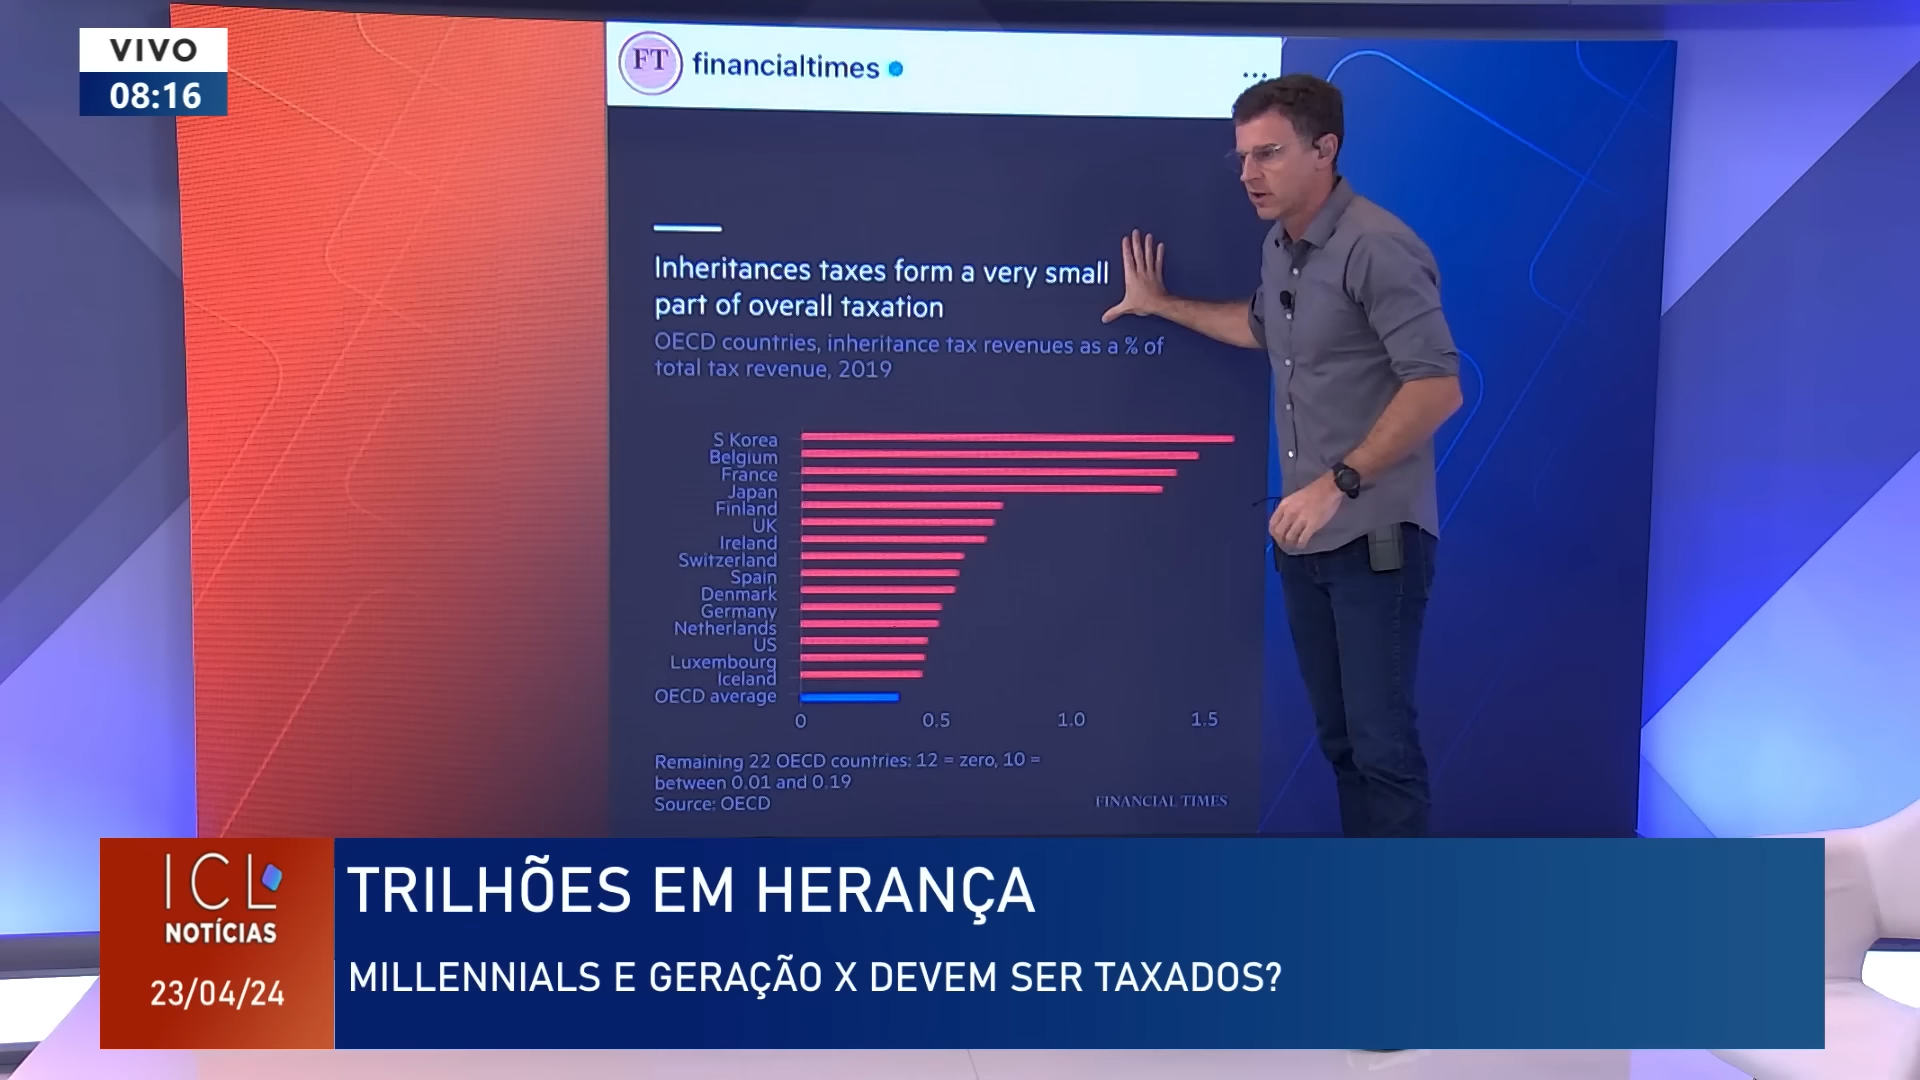 VIVO
08:16
FT financialtimes
Inheritances taxes form a very small
part of overall taxation
OECD countries, inheritance tax revenues as a % of
total tax revenue, 2019
S Korea
Belgium
France
Japan
Finland
UK
Ireland
Switzerland
Spain
Denmark
Germany
Netherlands
US
Luxembourg
Iceland
OECD average
0 0.5 1.0 1.5
Remaining 22 OECD countries: 12 = zero, 10 =
between 0.01 and 0.19
Source: OECD
FINANCIAL TIMES
ICL
NOTÍCIAS
23/04/24
TRILHÕES EM HERANÇA
MILLENNIALS E GERAÇÃO X DEVEM SER TAXADOS?